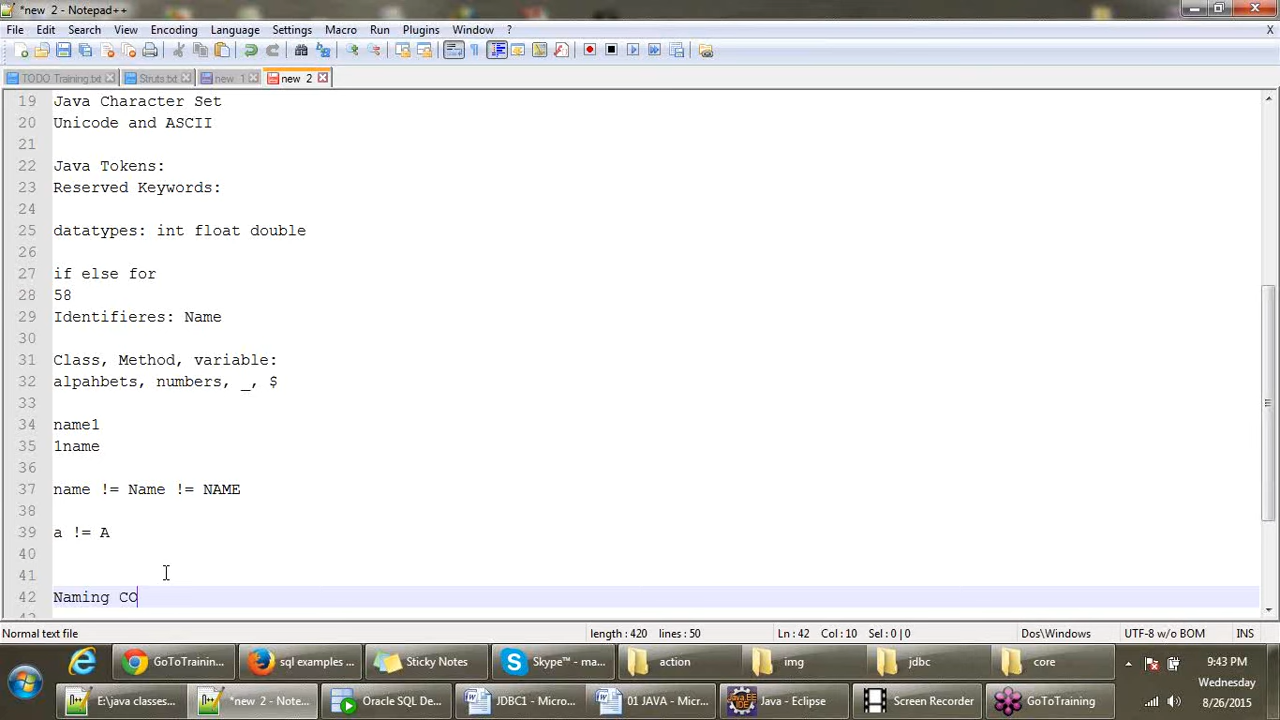 *new 2 - Notepad++
File Edit Search View Encoding Language Settings Macro Run Plugins Window ? X
TODO Training.txt Struts.txt new 1 new 2
19 Java Character Set
20 Unicode and ASCII
21
22 Java Tokens:
23 Reserved Keywords:
24
25 datatypes: int float double
26
27 if else for
28 58
29 Identifieres: Name
30
31 Class, Method, variable:
32 alpahbets, numbers, _, $
33
34 name1
35 1name
36
37 name != Name != NAME
38
39 a != A
40
41
42 Naming CO
Normal text file length : 420 lines : 50 Ln : 42 Col : 10 Sel : 0 | 0 Dos\Windows UTF-8 w/o BOM INS
GoToTrainin... sql examples ... Sticky Notes Skype™ - ma... action img jdbc core 9:43 PM
Wednesday
E:\java classes... *new 2 - Note... Oracle SQL De... JDBC1 - Micro... 01 JAVA - Micr... Java - Eclipse Screen Recorder GoToTraining 8/26/2015